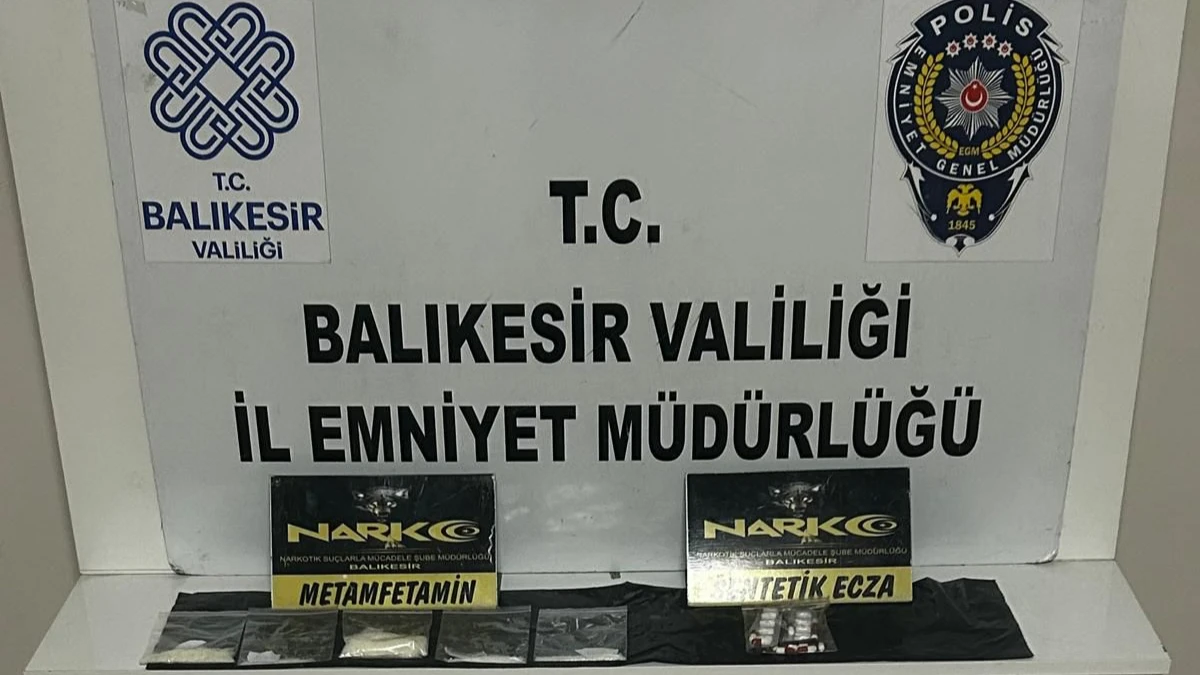 T.C.
BALIKESİR
VALİLİĞİ
POLİS
EMNİYET GENEL MÜDÜRLÜĞÜ
EGM
1845
T.C.
BALIKESİR VALİLİĞİ
İL EMNİYET MÜDÜRLÜĞÜ
NARKO
NARKOTİK SUÇLARLA MÜCADELE ŞUBE MÜDÜRLÜĞÜ
BALIKESİR
METAMFETAMİN
NARKO
NARKOTİK SUÇLARLA MÜCADELE ŞUBE MÜDÜRLÜĞÜ
BALIKESİR
SENTETİK ECZA